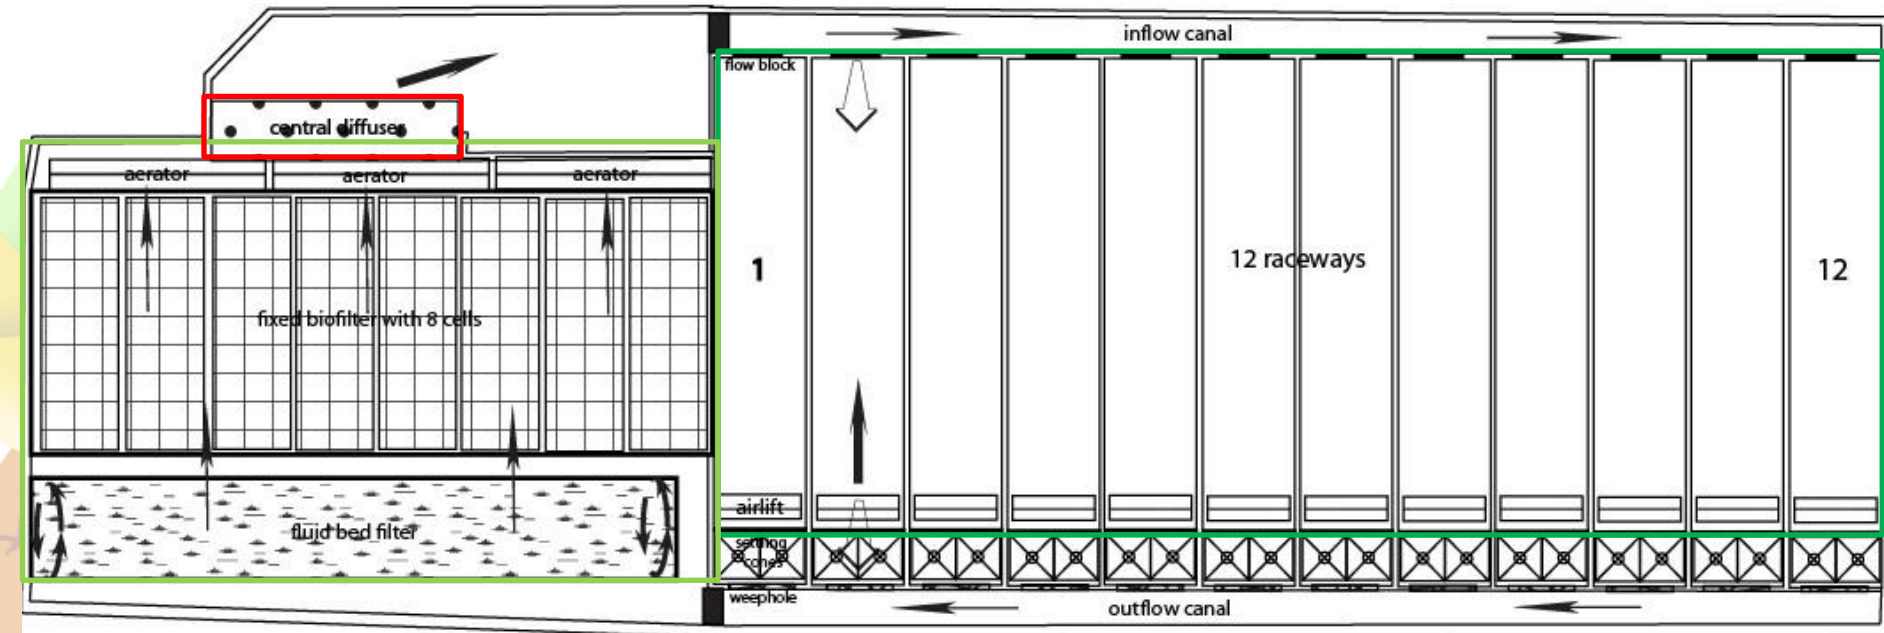 inflow canal
flow block
central diffuser
aerator
aerator
aerator
1
12 raceways
12
fixed biofilter with 8 cells
airlift
fluid bed filter
settling
cones
weephole
outflow canal